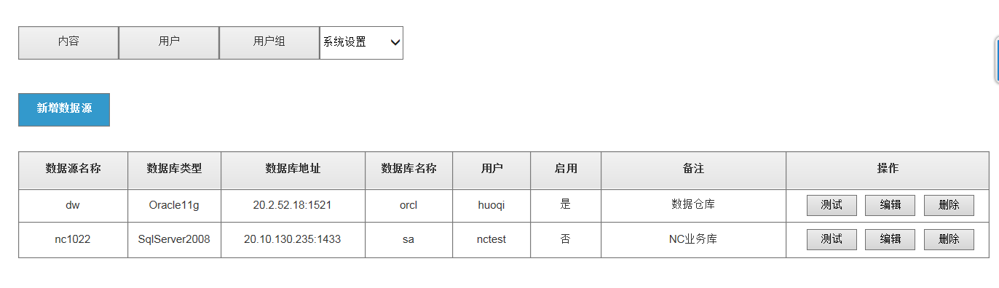 内容 用户 用户组 系统设置
新增数据源
数据源名称 数据库类型 数据库地址 数据库名称 用户 启用 备注 操作
dw Oracle11g 20.2.52.18:1521 orcl huoqi 是 数据仓库 测试 编辑 删除
nc1022 SqlServer2008 20.10.130.235:1433 sa nctest 否 NC业务库 测试 编辑 删除